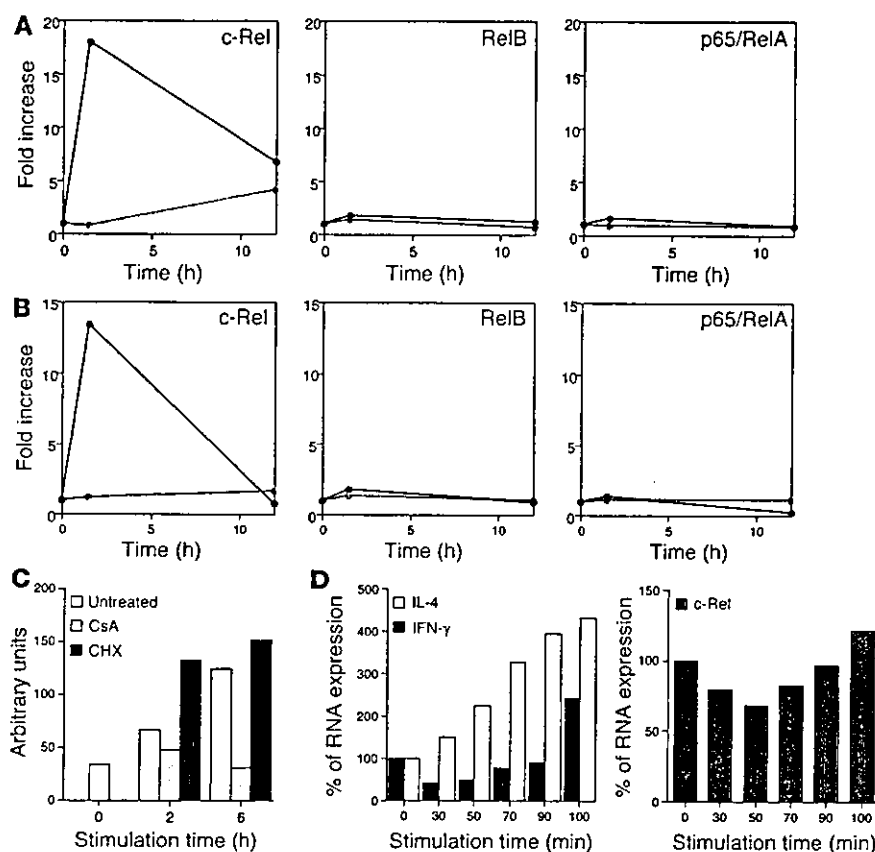 A
c-Rel
RelB
p65/RelA
Fold increase
20
15
10
5
0
0 5 10
Time (h)
20
15
10
5
0
0 5 10
Time (h)
20
15
10
5
0
0 5 10
Time (h)
B
c-Rel
RelB
p65/RelA
Fold increase
15
10
5
0
0 5 10
Time (h)
15
10
5
0
0 5 10
Time (h)
15
10
5
0
0 5 10
Time (h)
C
Arbitrary units
200
150
100
50
0
Untreated
CsA
CHX
0 2 6
Stimulation time (h)
D
% of RNA expression
500
400
300
200
100
0
IL-4
IFN-γ
0 30 50 70 90 100
Stimulation time (min)
% of RNA expression
150
100
50
0
c-Rel
0 30 50 70 90 100
Stimulation time (min)